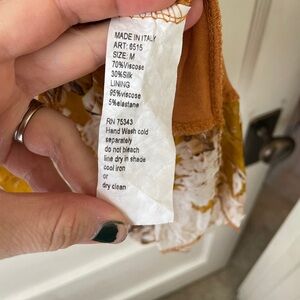 MADE IN ITALY
ART: 6515
SIZE: M
70%Viscose
30%Silk
LINING
95%viscose
5%elastane
RN 75343
Hand Wash cold
separately
do not bleach
line dry in shade
cool iron
or
dry clean